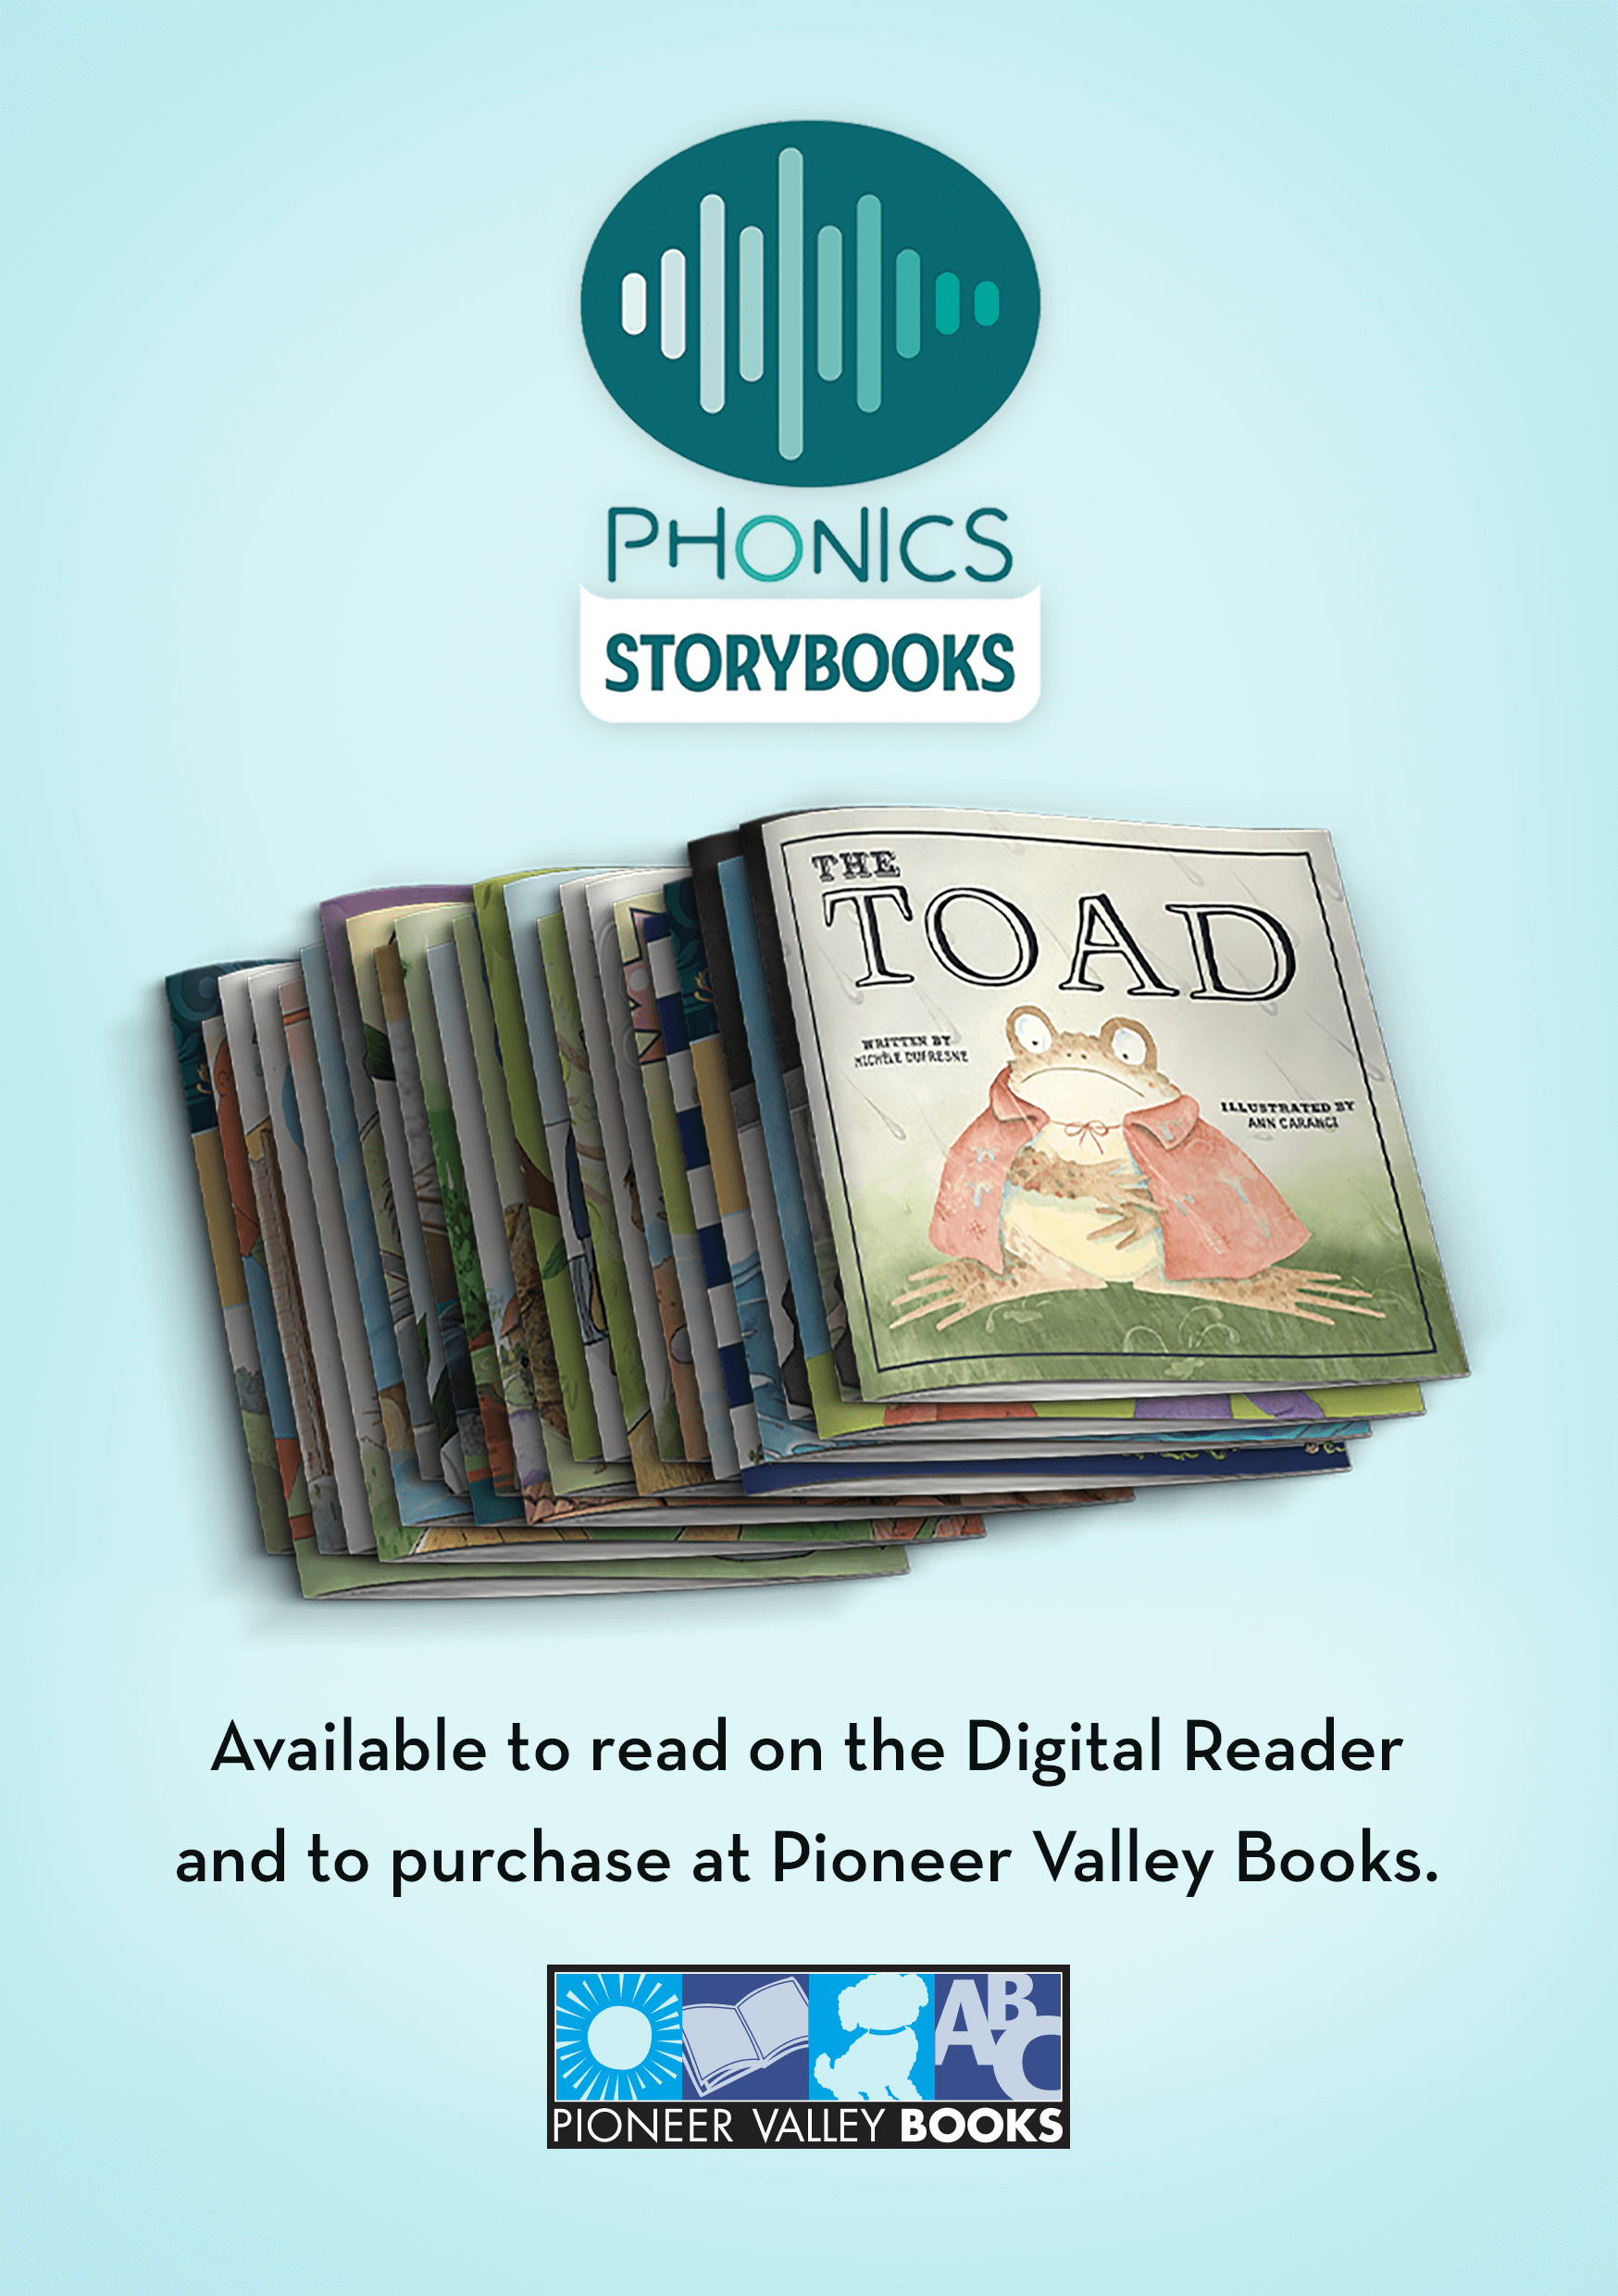 PHONICS
STORYBOOKS
THE
TOAD
WRITTEN BY
MICHÈLE DUFRESNE
ILLUSTRATED BY
ANN CARANCI
Available to read on the Digital Reader
and to purchase at Pioneer Valley Books.
ABC
PIONEER VALLEY BOOKS